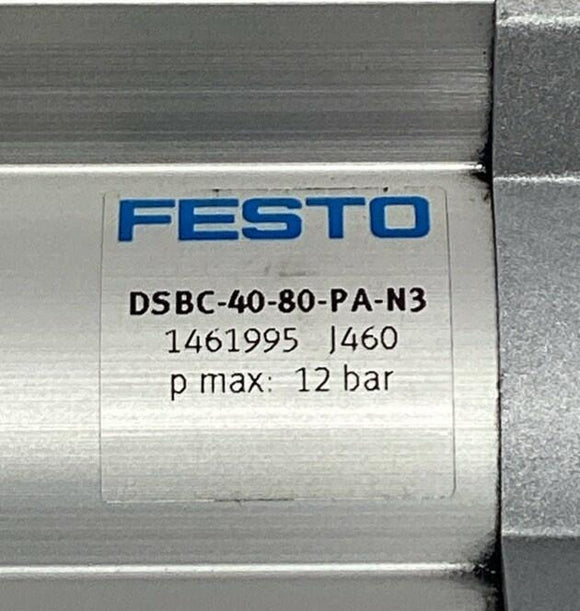 FESTO
DSBC-40-80-PA-N3
1461995 J460
p max: 12 bar